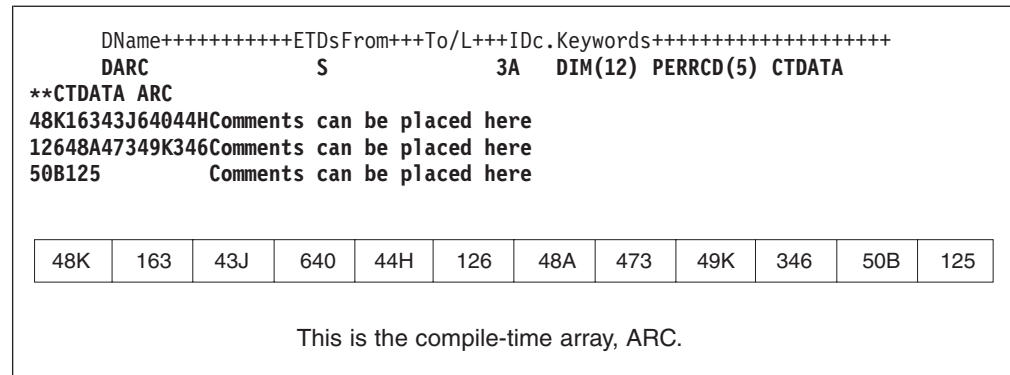 DName+++++++++++ETDsFrom+++To/L+++IDc.Keywords++++++++++++++++++++
DARC S 3A DIM(12) PERRCD(5) CTDATA
**CTDATA ARC
48K16343J64044HComments can be placed here
12648A47349K346Comments can be placed here
50B125 Comments can be placed here
48K 163 43J 640 44H 126 48A 473 49K 346 50B 125
This is the compile-time array, ARC.